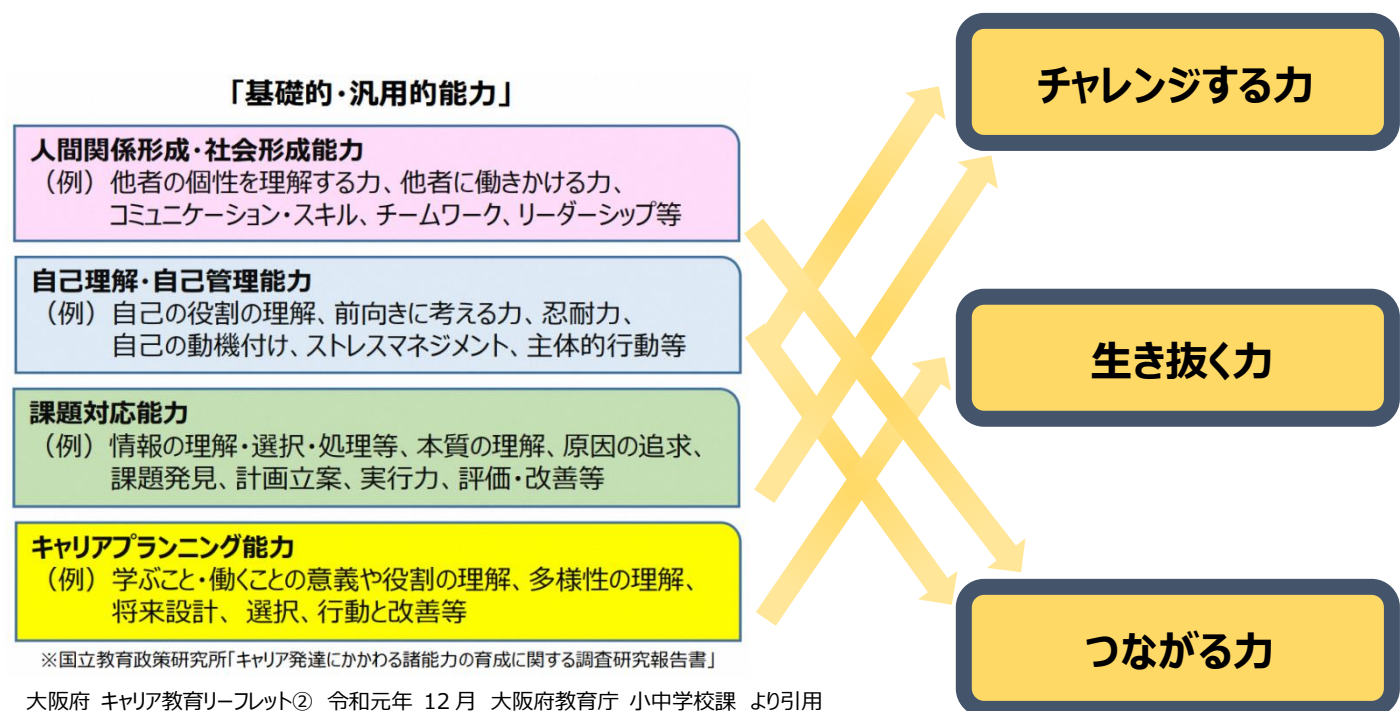 「基礎的・汎用的能力」
人間関係形成・社会形成能力
（例）他者の個性を理解する力、他者に働きかける力、
コミュニケーション・スキル、チームワーク、リーダーシップ等
自己理解・自己管理能力
（例）自己の役割の理解、前向きに考える力、忍耐力、
自己の動機付け、ストレスマネジメント、主体的行動等
課題対応能力
（例）情報の理解・選択・処理等、本質の理解、原因の追求、
課題発見、計画立案、実行力、評価・改善等
キャリアプランニング能力
（例）学ぶこと・働くことの意義や役割の理解、多様性の理解、
将来設計、選択、行動と改善等
※国立教育政策研究所「キャリア発達にかかわる諸能力の育成に関する調査研究報告書」
大阪府 キャリア教育リーフレット② 令和元年 12月 大阪府教育庁 小中学校課 より引用
チャレンジする力
生き抜く力
つながる力